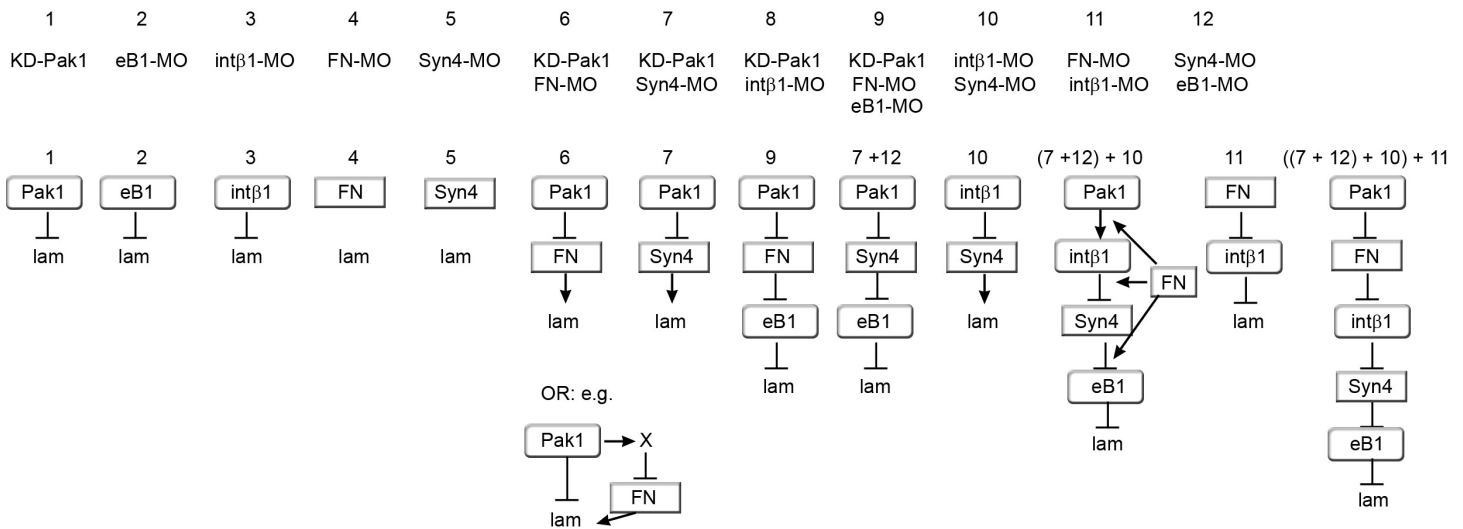 1 2 3 4 5 6 7 8 9 10 11 12
KD-Pak1 eB1-MO intβ1-MO FN-MO Syn4-MO KD-Pak1 KD-Pak1 KD-Pak1 KD-Pak1 intβ1-MO FN-MO Syn4-MO
FN-MO Syn4-MO intβ1-MO FN-MO Syn4-MO intβ1-MO eB1-MO
eB1-MO
1 2 3 4 5 6 7 9 7 +12 10 (7 +12) + 10 11 ((7 + 12) + 10) + 11
Pak1 eB1 intβ1 FN Syn4 Pak1 Pak1 Pak1 Pak1 intβ1 Pak1 FN Pak1
lam lam lam lam lam FN Syn4 FN Syn4 Syn4 intβ1 intβ1 FN
FN
lam lam eB1 eB1 lam Syn4 lam intβ1
lam lam eB1 Syn4
OR: e.g.
Pak1 X lam eB1
FN lam
lam